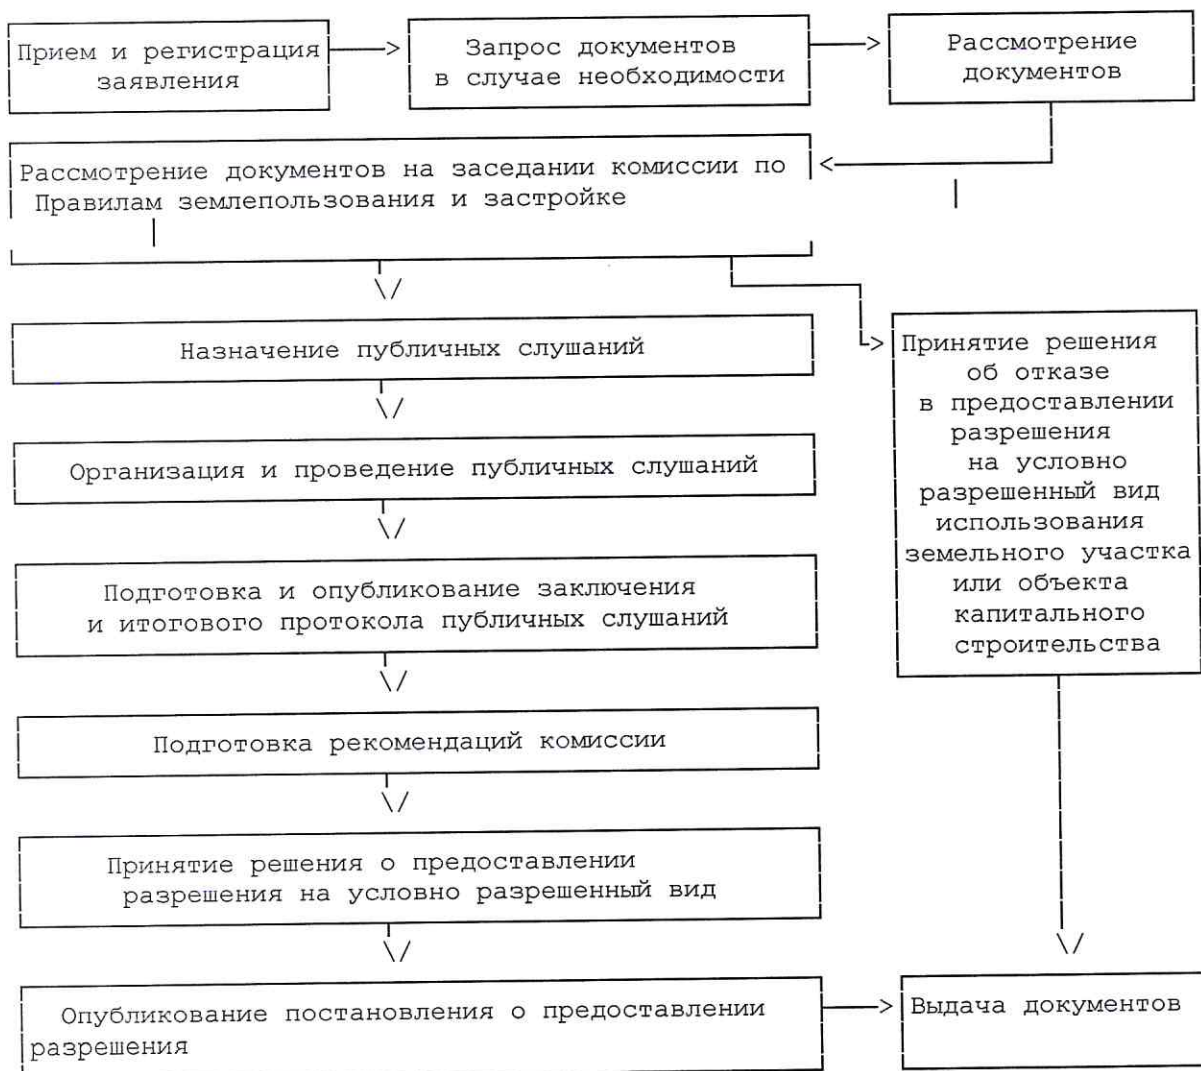 Прием и регистрация
заявления
Запрос документов
в случае необходимости
Рассмотрение
документов
Рассмотрение документов на заседании комиссии по
Правилам землепользования и застройке
Назначение публичных слушаний
Организация и проведение публичных слушаний
Подготовка и опубликование заключения
и итогового протокола публичных слушаний
Подготовка рекомендаций комиссии
Принятие решения о предоставлении
разрешения на условно разрешенный вид
Опубликование постановления о предоставлении
разрешения
Принятие решения
об отказе
в предоставлении
разрешения
на условно
разрешенный вид
использования
земельного участка
или объекта
капитального
строительства
Выдача документов